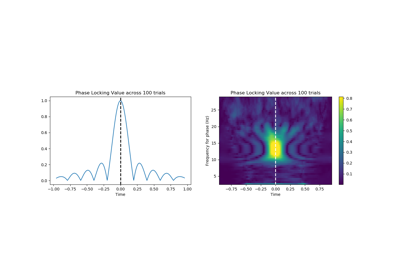 Phase Locking Value across 100 trials
1.0
0.8
0.6
0.4
0.2
0.0
−1.00 −0.75 −0.50 −0.25 0.00 0.25 0.50 0.75 1.00
Time
Phase Locking Value across 100 trials
Frequency for phase (Hz)
25
20
15
10
5
−0.75 −0.50 −0.25 0.00 0.25 0.50 0.75
Time
0.8
0.7
0.6
0.5
0.4
0.3
0.2
0.1